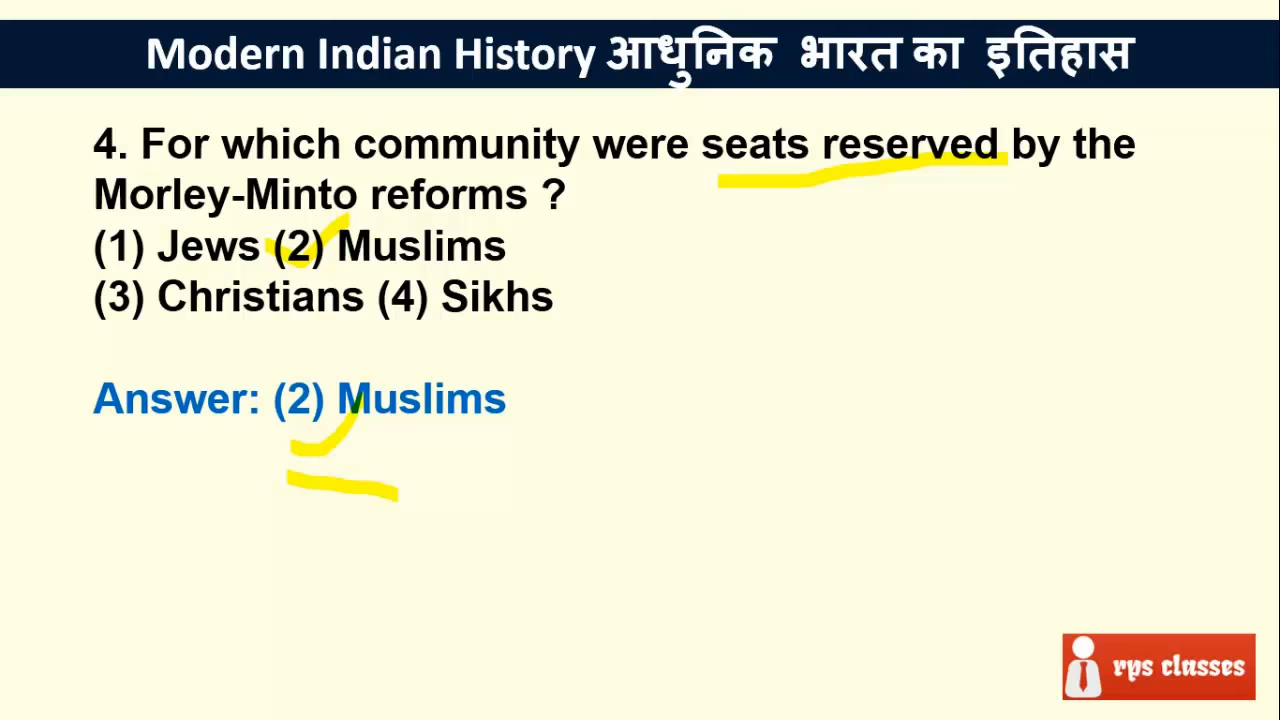 Modern Indian History आधुनिक भारत का इतिहास
4. For which community were seats reserved by the
Morley-Minto reforms ?
(1) Jews (2) Muslims
(3) Christians (4) Sikhs
Answer: (2) Muslims
rps classes